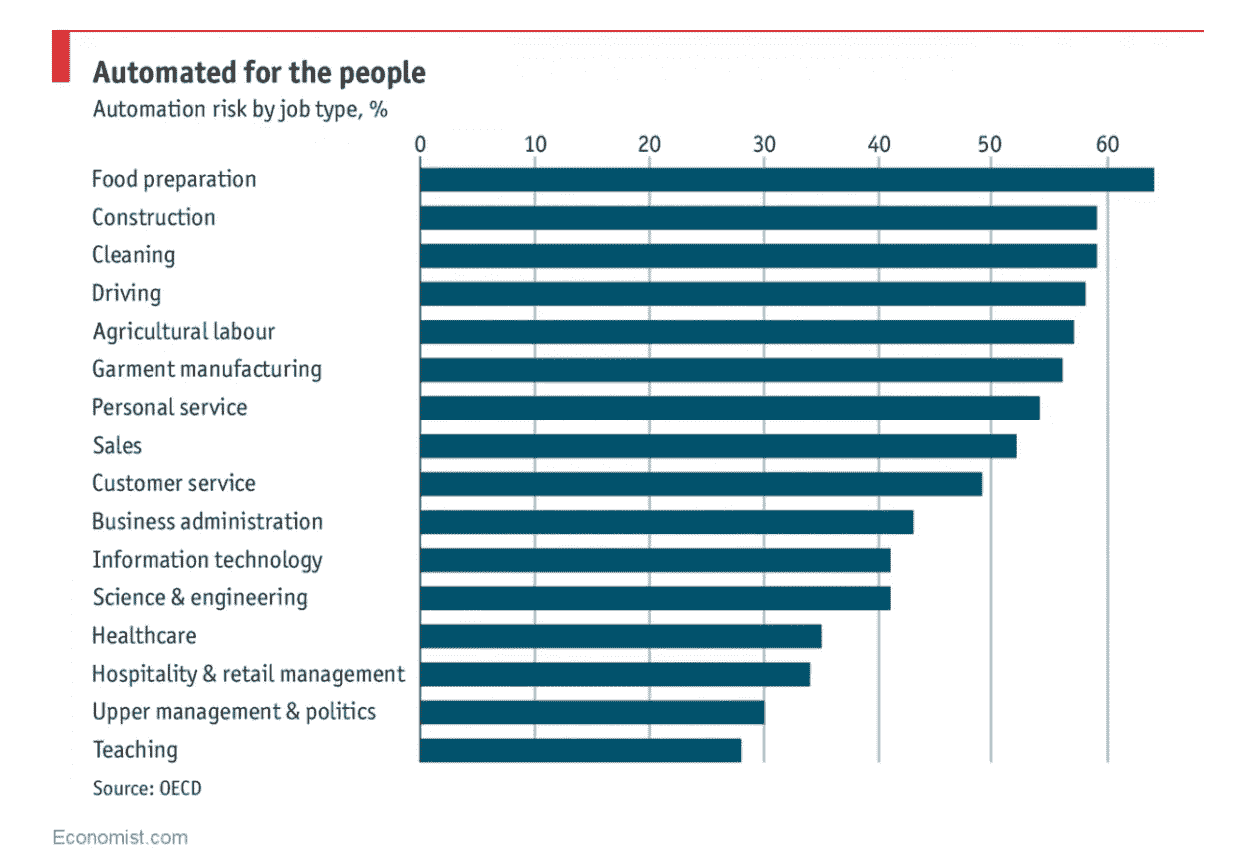 Automated for the people
Automation risk by job type, %
0 10 20 30 40 50 60
Food preparation
Construction
Cleaning
Driving
Agricultural labour
Garment manufacturing
Personal service
Sales
Customer service
Business administration
Information technology
Science & engineering
Healthcare
Hospitality & retail management
Upper management & politics
Teaching
Source: OECD
Economist.com